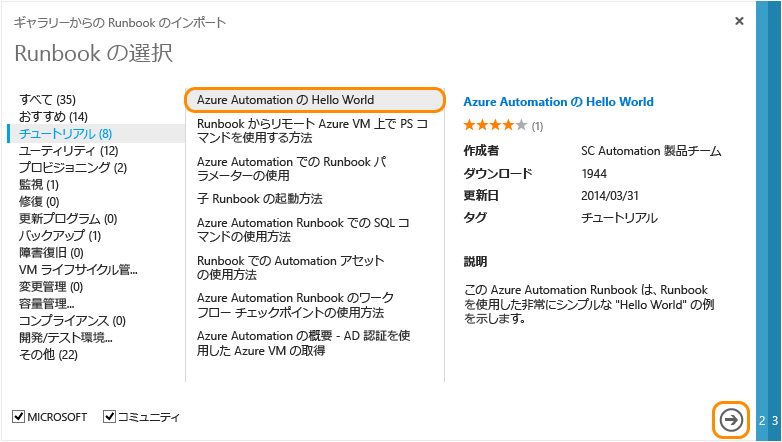 ギャラリーからの Runbook のインポート
Runbook の選択
すべて (35)
おすすめ (14)
チュートリアル (8)
ユーティリティ (12)
プロビジョニング (2)
監視 (1)
修復 (0)
更新プログラム (0)
バックアップ (1)
障害復旧 (0)
VM ライフサイクル管...
変更管理 (0)
容量管理...
コンプライアンス (0)
開発/テスト環境...
その他 (22)
Azure Automation の Hello World
Runbook からリモート Azure VM 上で PS コ
マンドを使用する方法
Azure Automation での Runbook パ
ラメーターの使用
子 Runbook の起動方法
Azure Automation Runbook での SQL コ
マンドの使用方法
Runbook での Automation アセット
の使用方法
Azure Automation Runbook のワーク
フロー チェックポイントの使用方法
Azure Automation の概要 - AD 認証を使
用した Azure VM の取得
Azure Automation の Hello World
(1)
作成者 SC Automation 製品チーム
ダウンロード 1944
更新日 2014/03/31
タグ チュートリアル
説明
この Azure Automation Runbook は、Runbook
を使用した非常にシンプルな "Hello World" の例
を示します。
MICROSOFT コミュニティ
2 3